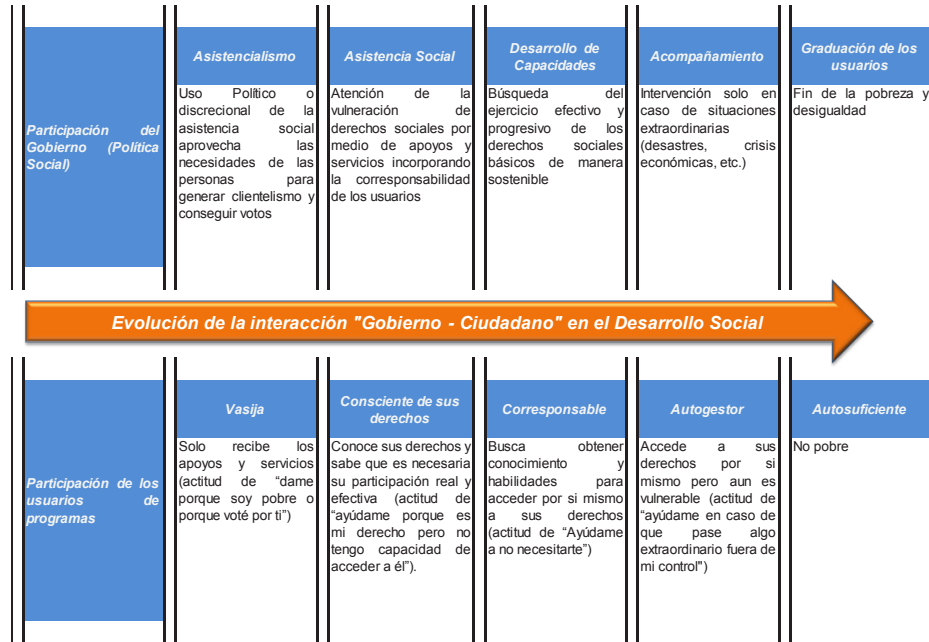 Participación del
Gobierno (Política
Social)
Asistencialismo
Uso Político o
discrecional de la
asistencia social
aprovecha las
necesidades de las
personas para
generar clientelismo y
conseguir votos
Asistencia Social
Atención de la
vulneración de
derechos sociales por
medio de apoyos y
servicios incorporando
la corresponsabilidad
de los usuarios
Desarrollo de
Capacidades
Búsqueda del
ejercicio efectivo y
progresivo de los
derechos sociales
básicos de manera
sostenible
Acompañamiento
Intervención solo en
caso de situaciones
extraordinarias
(desastres, crisis
económicas, etc.)
Graduación de los
usuarios
Fin de la pobreza y
desigualdad
Evolución de la interacción "Gobierno - Ciudadano" en el Desarrollo Social
Participación de los
usuarios de
programas
Vasija
Solo recibe los
apoyos y servicios
(actitud de “dame
porque soy pobre o
porque voté por ti”)
Consciente de sus
derechos
Conoce sus derechos y
sabe que es necesaria
su participación real y
efectiva (actitud de
“ayúdame porque es
mi derecho pero no
tengo capacidad de
acceder a él”).
Corresponsable
Busca obtener
conocimiento y
habilidades para
acceder por si mismo
a sus derechos
(actitud de “Ayúdame
a no necesitarte”)
Autogestor
Accede a sus
derechos por si
mismo pero aun es
vulnerable (actitud de
“ayúdame en caso de
que pase algo
extraordinario fuera de
mi control")
Autosuficiente
No pobre